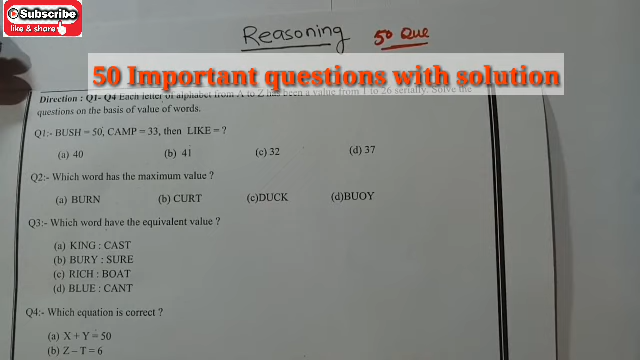 Subscribe
like & share
Reasoning 50 Que
50 Important questions with solution
Direction : Q1- Q4 Each letter of alphabet from A to Z has been a value from 1 to 26 serially. Solve the
questions on the basis of value of words.
Q1:- BUSH = 50, CAMP = 33, then LIKE = ?
(a) 40 (b) 41 (c) 32 (d) 37
Q2:- Which word has the maximum value ?
(a) BURN (b) CURT (c)DUCK (d)BUOY
Q3:- Which word have the equivalent value ?
(a) KING : CAST
(b) BURY : SURE
(c) RICH : BOAT
(d) BLUE : CANT
Q4:- Which equation is correct ?
(a) X + Y = 50
(b) Z – T = 6